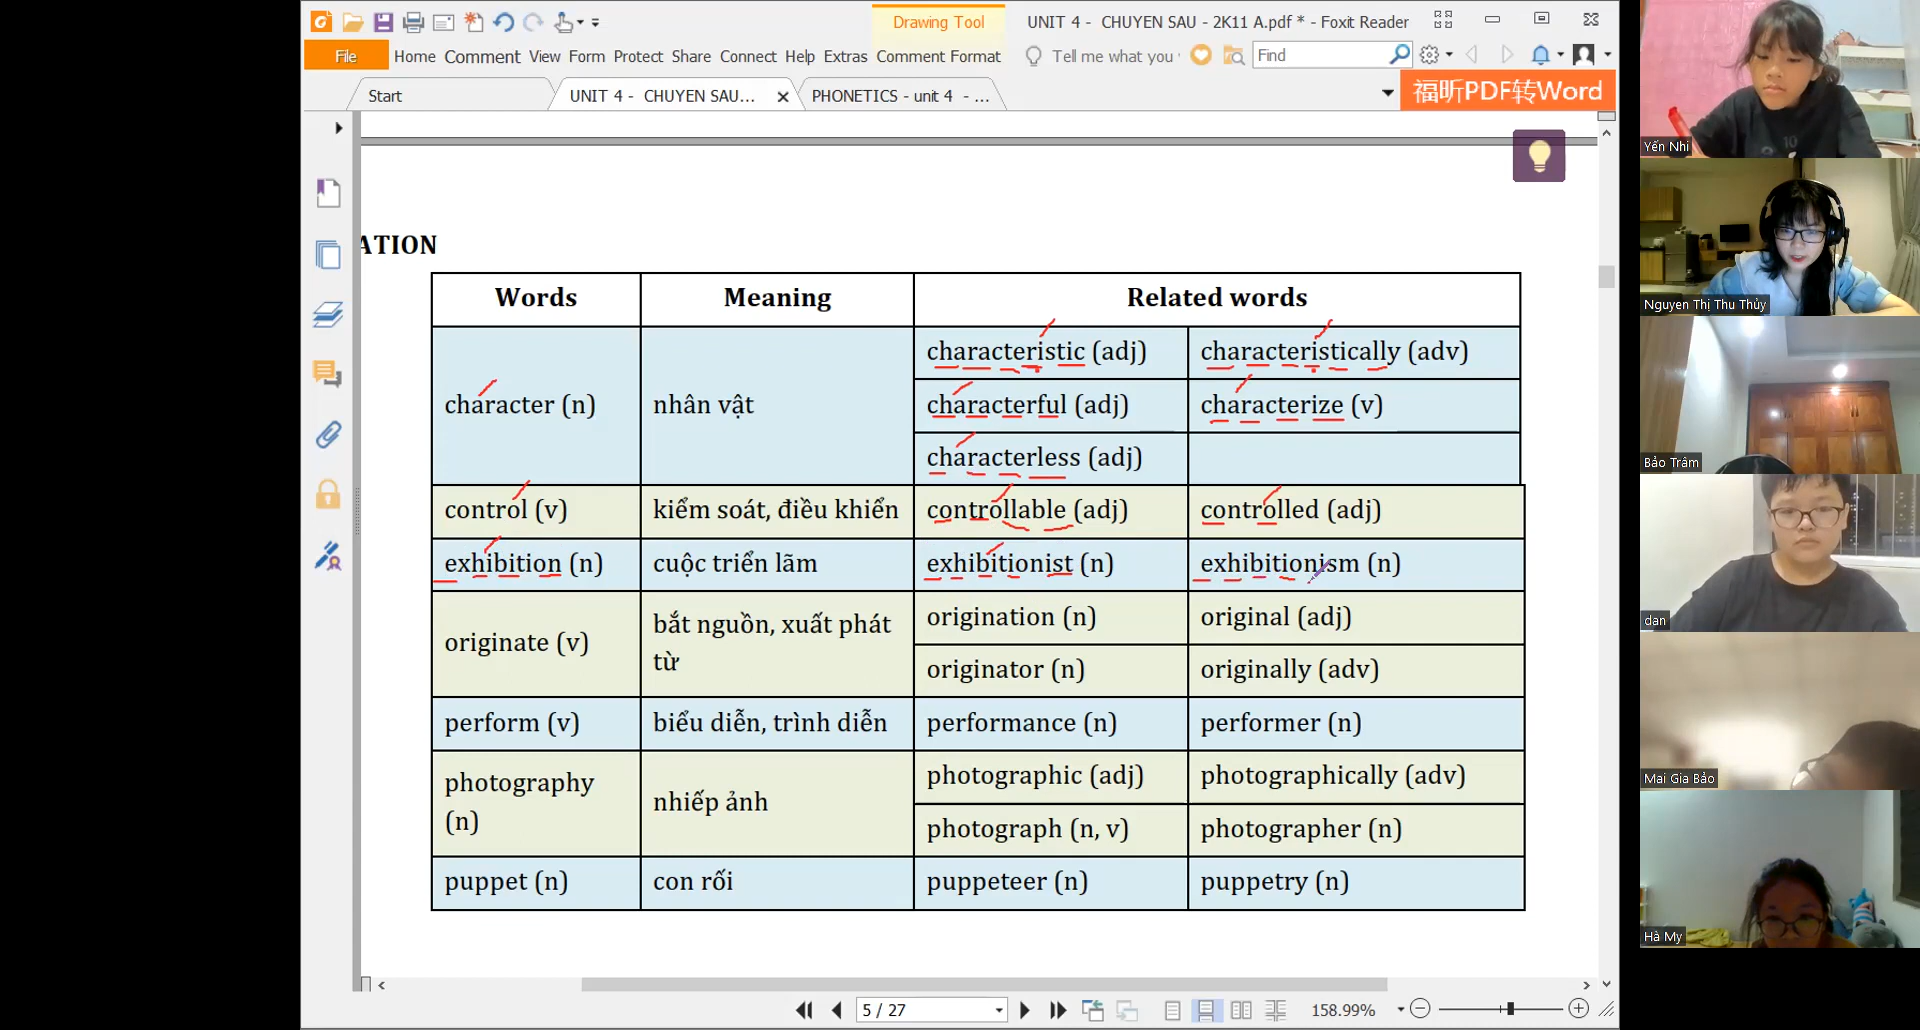 UNIT 4 - CHUYEN SAU - 2K11 A.pdf * - Foxit Reader
Drawing Tool
File Home Comment View Form Protect Share Connect Help Extras Comment Format Tell me what you Find
Start UNIT 4 - CHUYEN SAU... PHONETICS - unit 4 - ... 福昕PDF转Word
ATION
Words Meaning Related words
character (n) nhân vật characteristic (adj) characteristically (adv)
characterful (adj) characterize (v)
characterless (adj)
control (v) kiểm soát, điều khiển controllable (adj) controlled (adj)
exhibition (n) cuộc triển lãm exhibitionist (n) exhibitionism (n)
originate (v) bắt nguồn, xuất phát từ origination (n) original (adj)
originator (n) originally (adv)
perform (v) biểu diễn, trình diễn performance (n) performer (n)
photography (n) nhiếp ảnh photographic (adj) photographically (adv)
photograph (n, v) photographer (n)
puppet (n) con rối puppeteer (n) puppetry (n)
5 / 27 158.99%
Yến Nhi
10
Nguyen Thị Thu Thủy
Bảo Trâm
dan
Mai Gia Bảo
Hà My